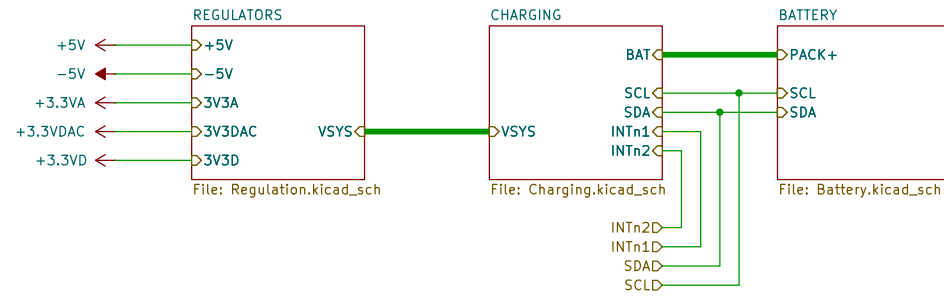 REGULATORS
CHARGING
BATTERY
+5V
+5V
BAT
PACK+
-5V
-5V
+3.3VA
3V3A
SCL
SCL
SDA
SDA
+3.3VDAC
3V3DAC
VSYS
VSYS
INTn1
INTn2
+3.3VD
3V3D
File: Regulation.kicad_sch
File: Charging.kicad_sch
File: Battery.kicad_sch
INTn2
INTn1
SDA
SCL